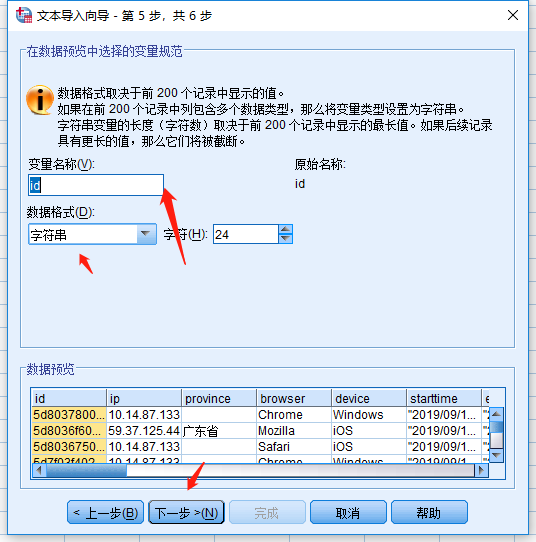 文本导入向导 - 第 5 步，共 6 步
在数据预览中选择的变量规范
数据格式取决于前 200 个记录中显示的值。
如果在前 200 个记录中列包含多个数据类型，那么将变量类型设置为字符串。
字符串变量的长度（字符数）取决于前 200 个记录中显示的最长值。如果后续记录
具有更长的值，那么它们将被截断。
变量名称(V): 原始名称:
id id
数据格式(D):
字符串 字符(H): 24
数据预览
id ip province browser device starttime e
5d8037800... 10.14.87.133 Chrome Windows "2019/09/1...
5d8036f60... 59.37.125.44 广东省 Mozilla iOS "2019/09/1...
5d8036750... 10.14.87.133 Safari iOS "2019/09/1...
5d7f03f402... 10.14.87.133 Chrome Windows "2019/09/1...
< 上一步(B) 下一步 >(N) 完成 取消 帮助